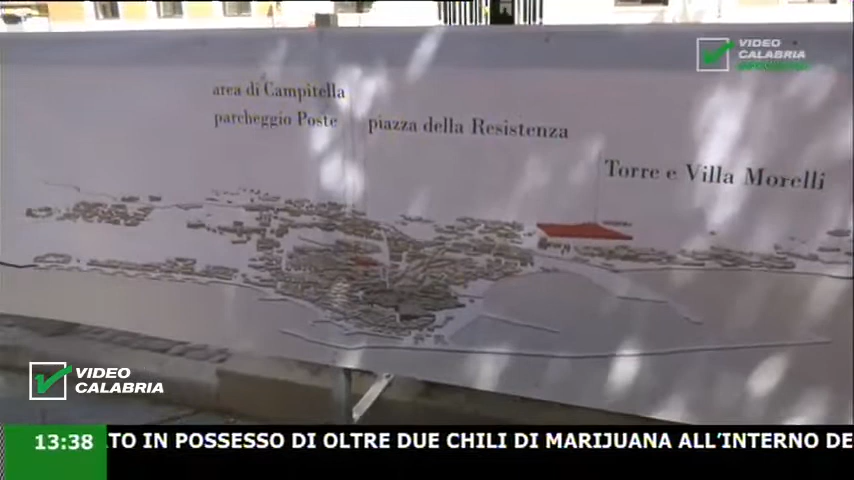 VIDEO
CALABRIA
area di Campitella
parcheggio Poste
piazza della Resistenza
Torre e Villa Morelli
VIDEO
CALABRIA
13:38
TO IN POSSESSO DI OLTRE DUE CHILI DI MARIJUANA ALL'INTERNO DE